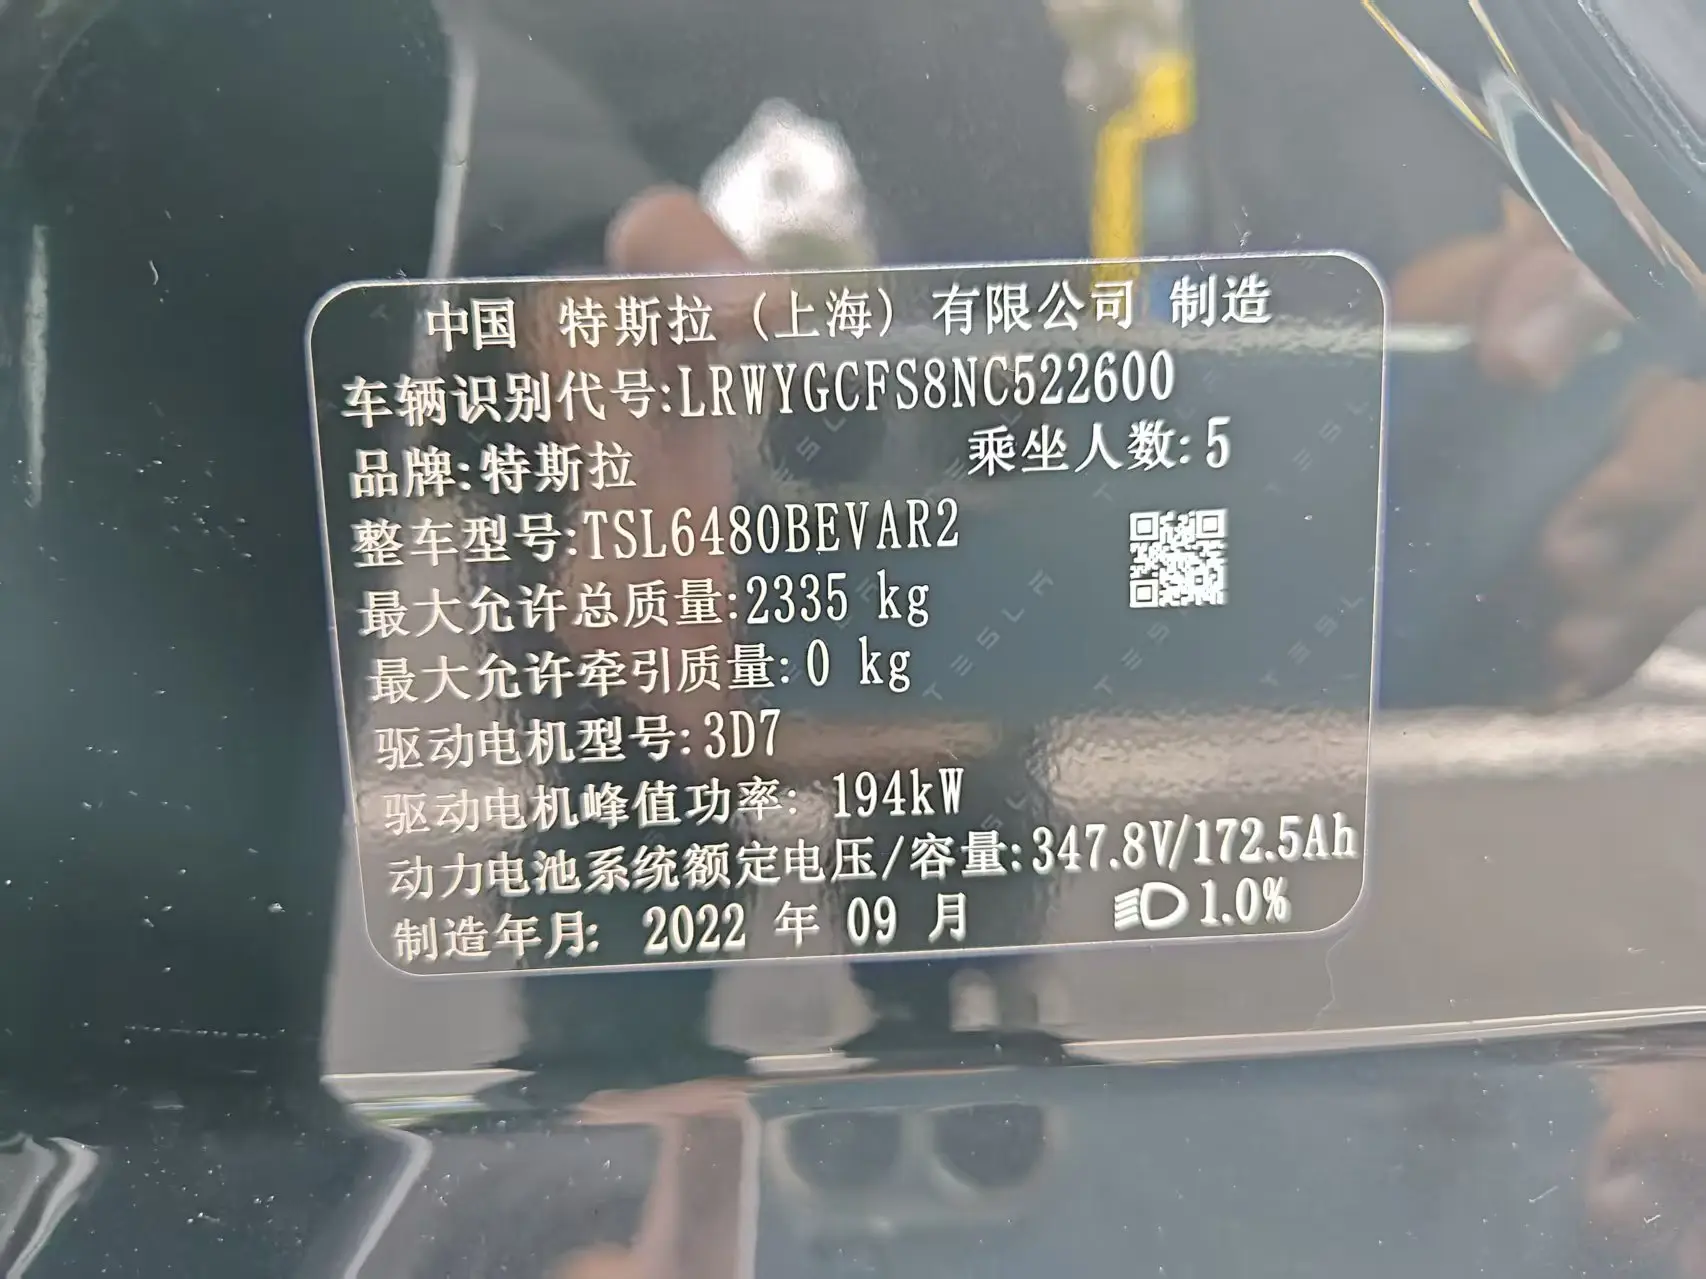 中国 特斯拉（上海）有限公司 制造
车辆识别代号:LRWYGCFS8NC522600
品牌:特斯拉 乘坐人数:5
整车型号:TSL6480BEVAR2
最大允许总质量:2335 kg
最大允许牵引质量:0 kg
驱动电机型号:3D7
驱动电机峰值功率: 194kW
动力电池系统额定电压/容量:347.8V/172.5Ah
制造年月: 2022 年 09 月 1.0%
TESLA
TESLA
TESLA